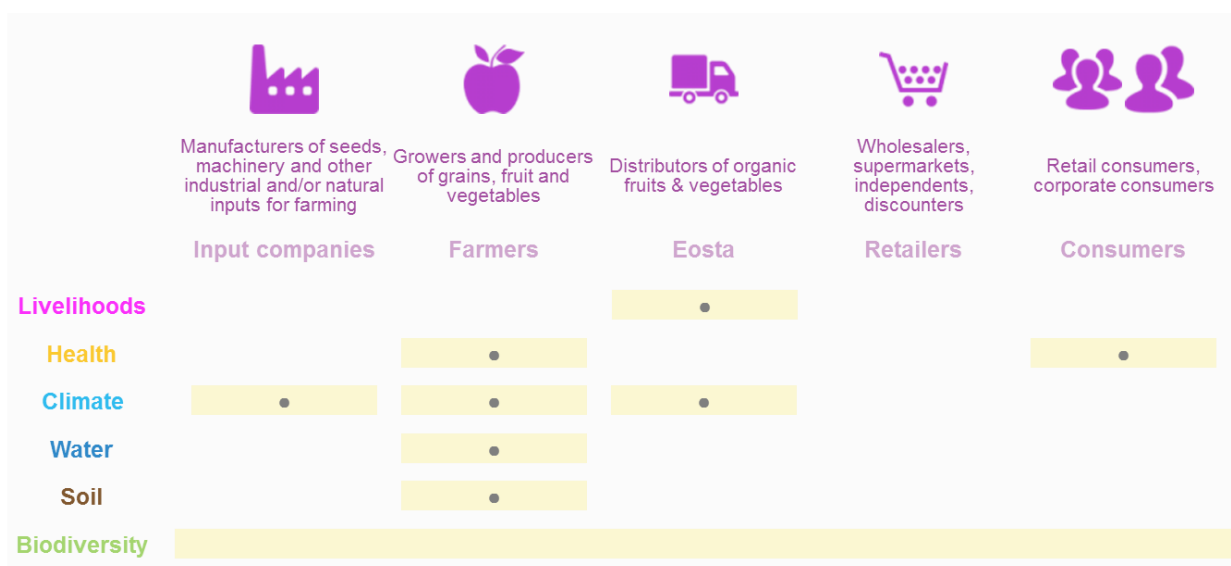 Manufacturers of seeds,
machinery and other
industrial and/or natural
inputs for farming
Growers and producers
of grains, fruit and
vegetables
Distributors of organic
fruits & vegetables
Wholesalers,
supermarkets,
independents,
discounters
Retail consumers,
corporate consumers
Input companies
Farmers
Eosta
Retailers
Consumers
Livelihoods
Health
Climate
Water
Soil
Biodiversity